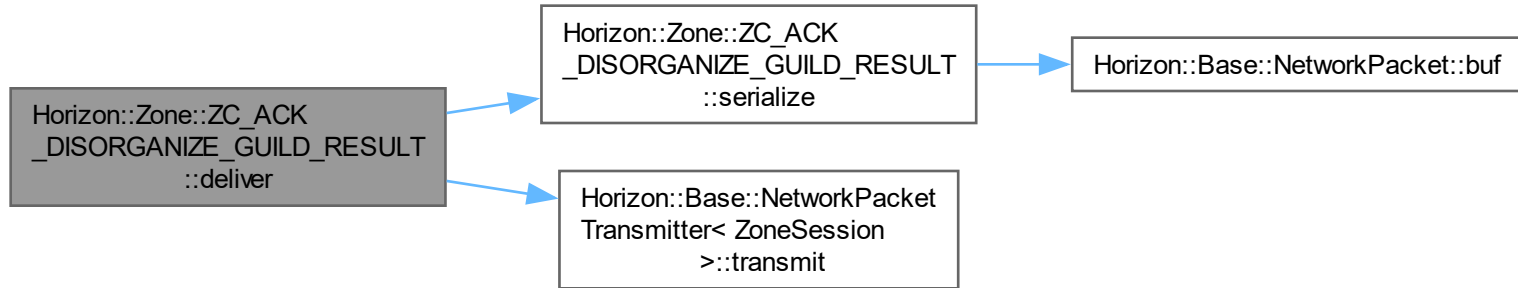 Horizon::Zone::ZC_ACK
_DISORGANIZE_GUILD_RESULT
::deliver
Horizon::Zone::ZC_ACK
_DISORGANIZE_GUILD_RESULT
::serialize
Horizon::Base::NetworkPacket::buf
Horizon::Base::NetworkPacket
Transmitter< ZoneSession
>::transmit